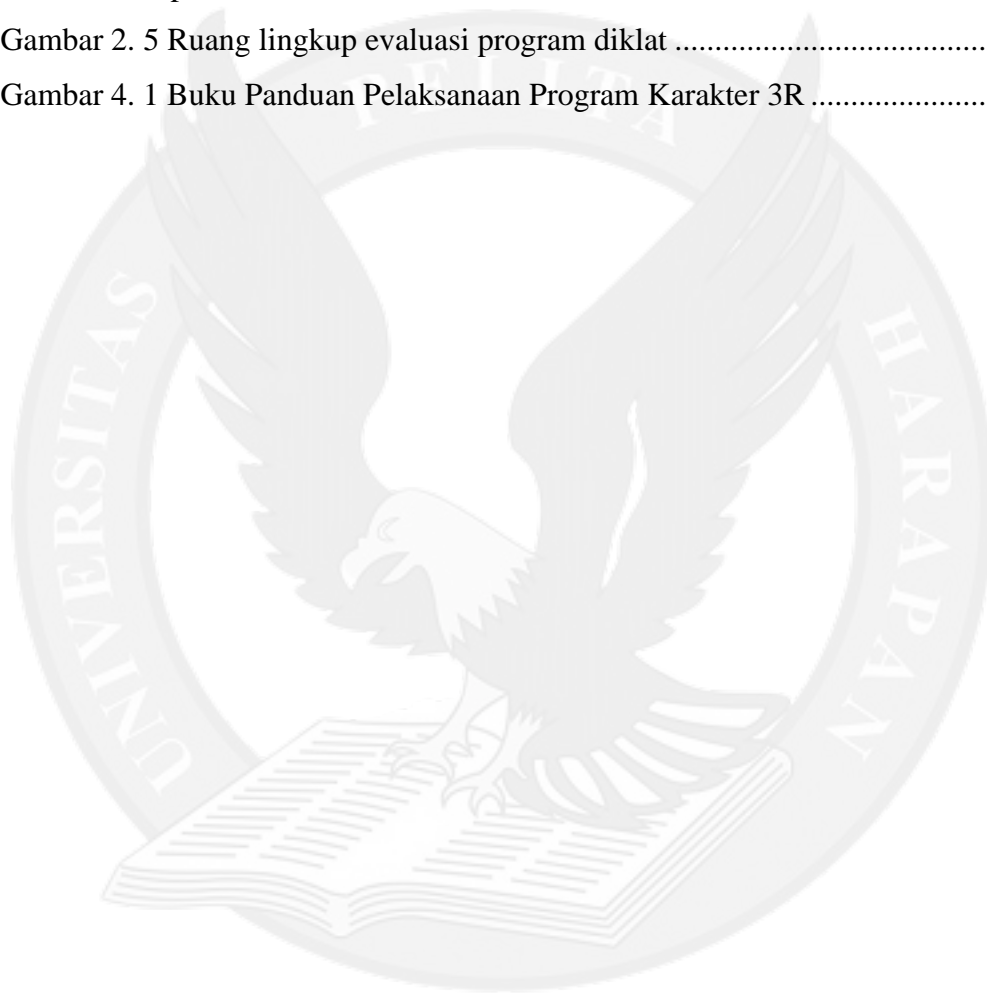 Gambar 2. 5 Ruang lingkup evaluasi program diklat .......................................
Gambar 4. 1 Buku Panduan Pelaksanaan Program Karakter 3R ......................
UNIVERSITAS PELITA HARAPAN